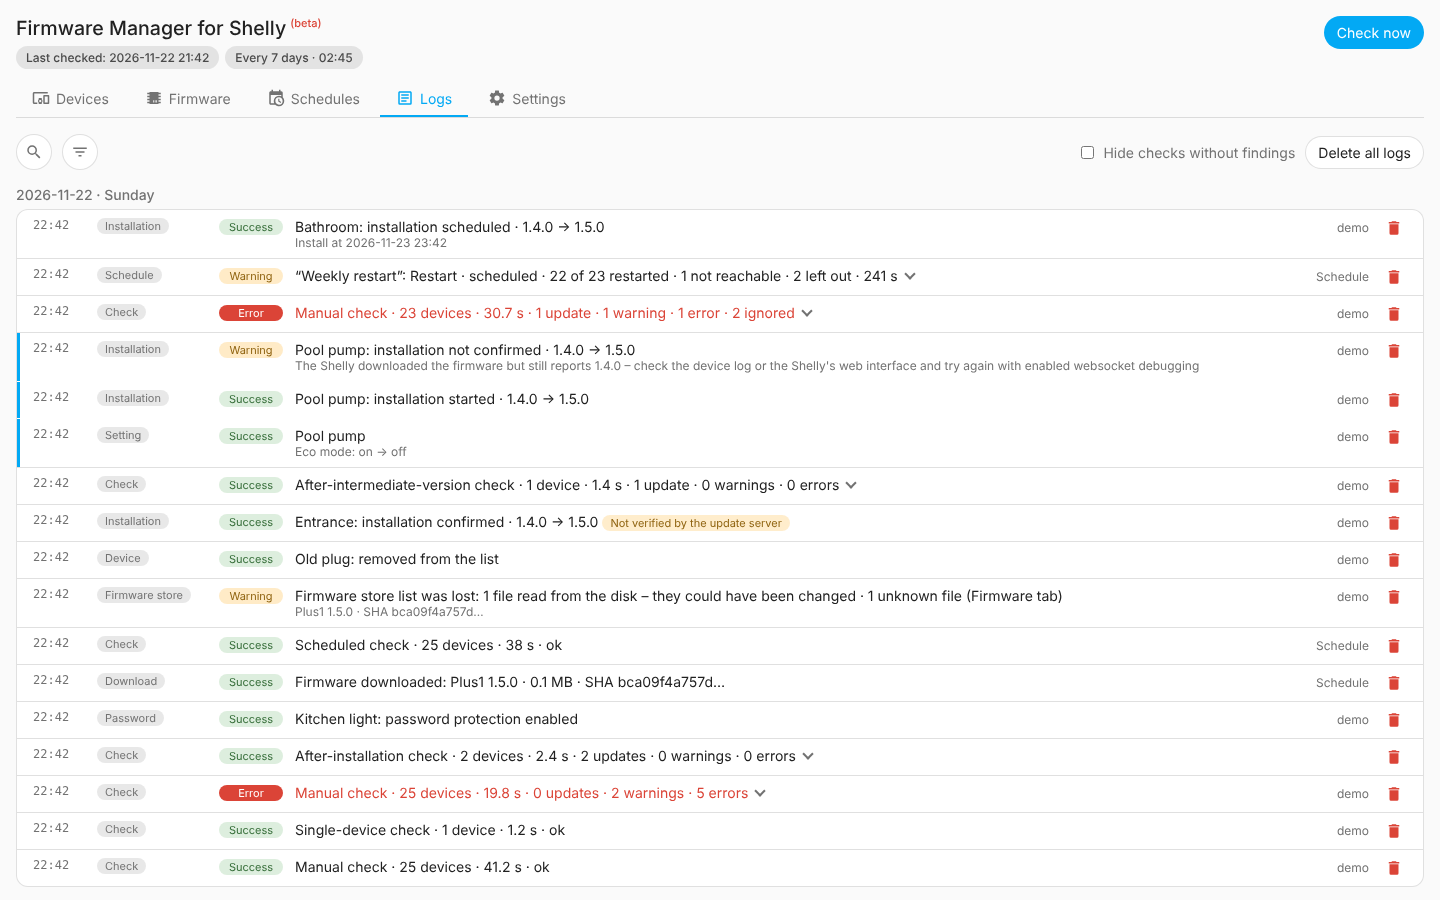 Firmware Manager for Shelly (beta)
Check now
Last checked: 2026-11-22 21:42
Every 7 days · 02:45
Devices
Firmware
Schedules
Logs
Settings
Hide checks without findings
Delete all logs
2026-11-22 · Sunday
22:42 Installation Success Bathroom: installation scheduled · 1.4.0 → 1.5.0 demo
Install at 2026-11-23 23:42
22:42 Schedule Warning “Weekly restart”: Restart · scheduled · 22 of 23 restarted · 1 not reachable · 2 left out · 241 s Schedule
22:42 Check Error Manual check · 23 devices · 30.7 s · 1 update · 1 warning · 1 error · 2 ignored demo
22:42 Installation Warning Pool pump: installation not confirmed · 1.4.0 → 1.5.0 demo
The Shelly downloaded the firmware but still reports 1.4.0 – check the device log or the Shelly's web interface and try again with enabled websocket debugging
22:42 Installation Success Pool pump: installation started · 1.4.0 → 1.5.0 demo
22:42 Setting Success Pool pump demo
Eco mode: on → off
22:42 Check Success After-intermediate-version check · 1 device · 1.4 s · 1 update · 0 warnings · 0 errors demo
22:42 Installation Success Entrance: installation confirmed · 1.4.0 → 1.5.0 Not verified by the update server demo
22:42 Device Success Old plug: removed from the list demo
22:42 Firmware store Warning Firmware store list was lost: 1 file read from the disk – they could have been changed · 1 unknown file (Firmware tab) demo
Plus1 1.5.0 · SHA bca09f4a757d…
22:42 Check Success Scheduled check · 25 devices · 38 s · ok Schedule
22:42 Download Success Firmware downloaded: Plus1 1.5.0 · 0.1 MB · SHA bca09f4a757d… Schedule
22:42 Password Success Kitchen light: password protection enabled demo
22:42 Check Success After-installation check · 2 devices · 2.4 s · 2 updates · 0 warnings · 0 errors
22:42 Check Error Manual check · 25 devices · 19.8 s · 0 updates · 2 warnings · 5 errors demo
22:42 Check Success Single-device check · 1 device · 1.2 s · ok demo
22:42 Check Success Manual check · 25 devices · 41.2 s · ok demo